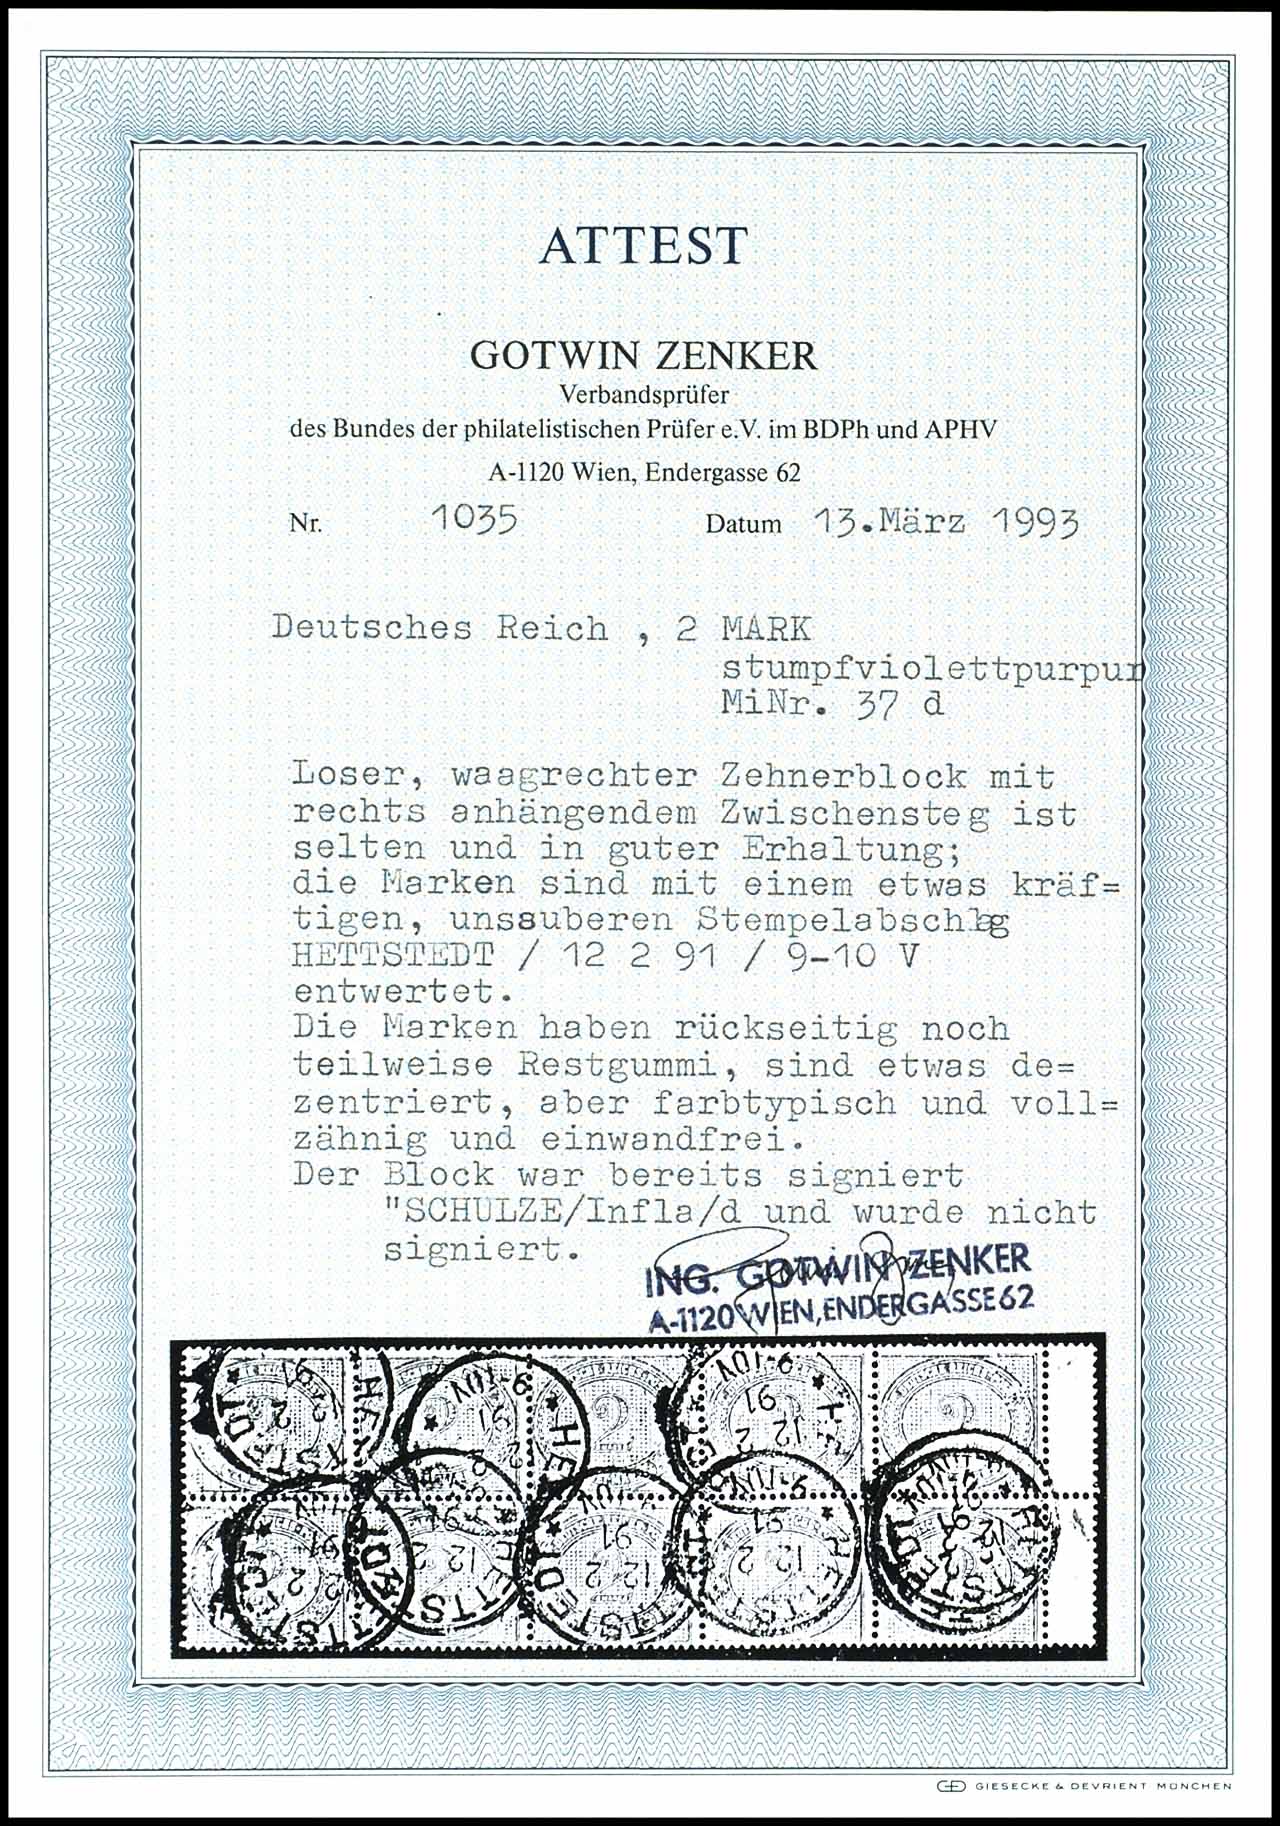 ATTEST
GOTWIN ZENKER
Verbandsprüfer
des Bundes der philatelistischen Prüfer e.V. im BDPh und APHV
A-1120 Wien, Endergasse 62
Nr. 1035 Datum 13.März 1993
Deutsches Reich , 2 MARK
stumpfviolettpurpur
MiNr. 37 d
Loser, waagrechter Zehnerblock mit
rechts anhängendem Zwischensteg ist
selten und in guter Erhaltung;
die Marken sind mit einem etwas kräf=
tigen, unssuberen Stempelabschlag
HETTSTEDT / 12 2 91 / 9-10 V
entwertet.
Die Marken haben rückseitig noch
teilweise Restgummi, sind etwas de=
zentriert, aber farbtypisch und voll=
zähnig und einwandfrei.
Der Block war bereits signiert
"SCHULZE/Infla/d und wurde nicht
signiert.
ING. GOTWIN ZENKER
A-1120 WIEN, ENDERGASSE 62
GIESECKE & DEVRIENT MÜNCHEN